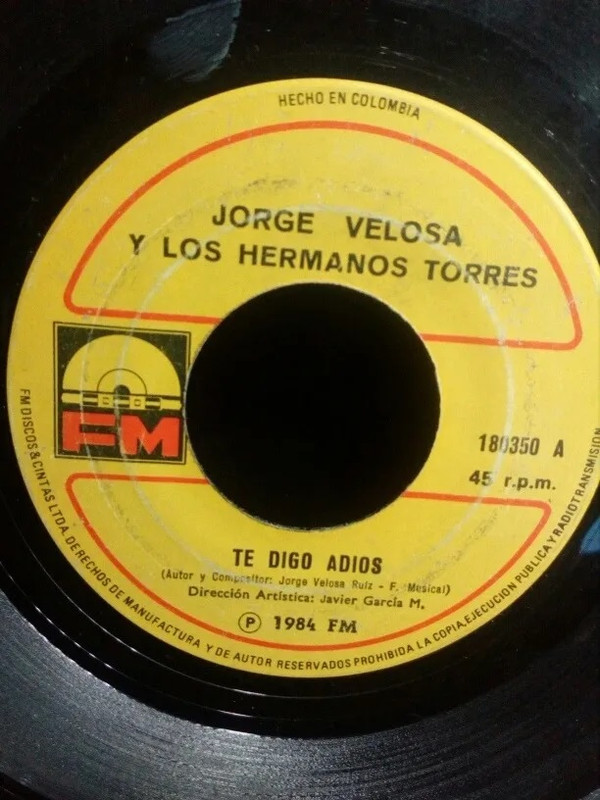 HECHO EN COLOMBIA
JORGE VELOSA
Y LOS HERMANOS TORRES
FM
180350 A
45 r.p.m.
TE DIGO ADIOS
(Autor y Compositor: Jorge Velosa Ruiz - F. Musical)
Dirección Artística: Javier García M.
Ⓟ 1984 FM
FM DISCOS & CINTAS LTDA. DERECHOS DE MANUFACTURA Y DE AUTOR RESERVADOS PROHIBIDA LA COPIA, EJECUCION PUBLICA Y RADIOTRANSMISION